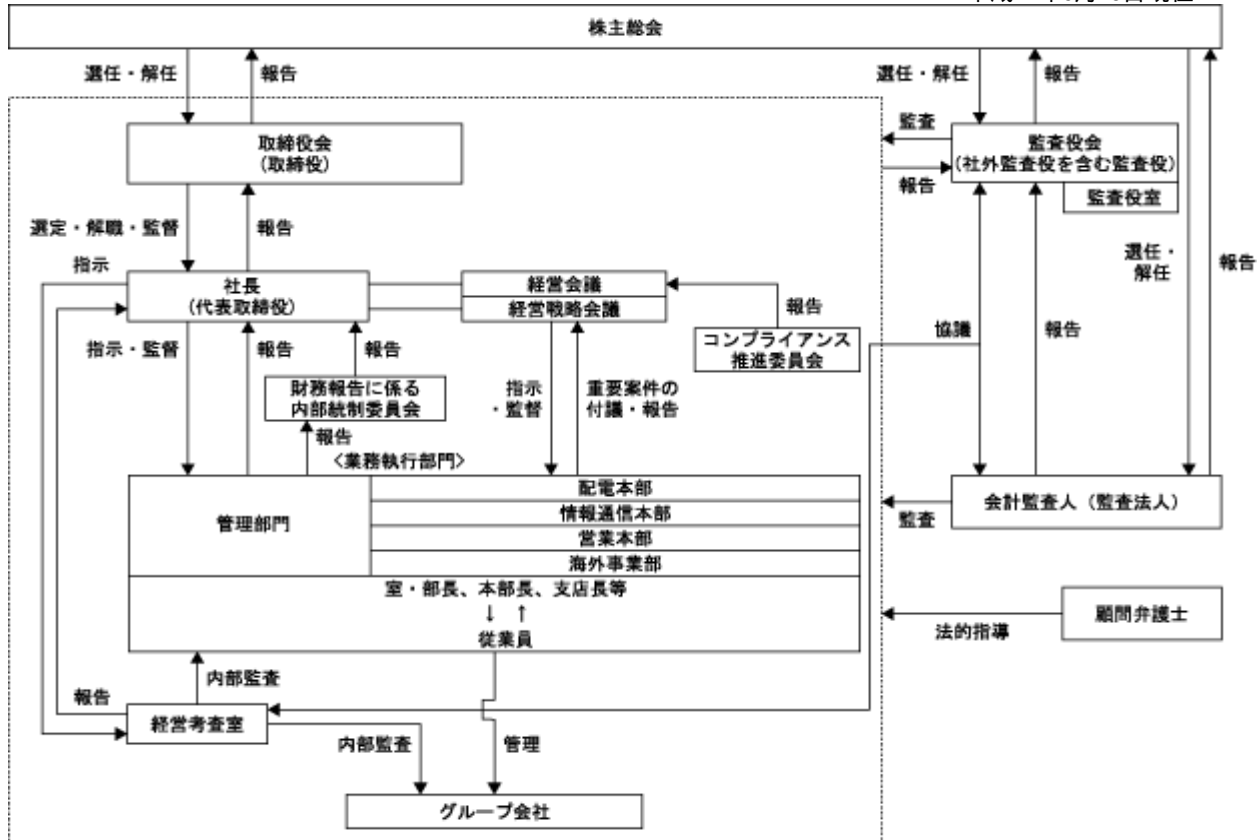 株主総会
選任・解任
報告
選任・解任
報告
取締役会
(取締役)
監査
監査役会
(社外監査役を含む監査役)
報告
監査役室
選定・解職・監督
報告
選任・
解任
報告
指示
社長
(代表取締役)
経営会議
経営戦略会議
報告
コンプライアンス
推進委員会
指示・監督
報告
報告
協議
報告
財務報告に係る
内部統制委員会
指示
・監督
重要案件の
付議・報告
報告
〈業務執行部門〉
管理部門
配電本部
情報通信本部
営業本部
海外事業部
監査
会計監査人(監査法人)
室・部長、本部長、支店長等
↓ ↑
従業員
法的指導
顧問弁護士
内部監査
報告
経営考査室
内部監査
管理
グループ会社